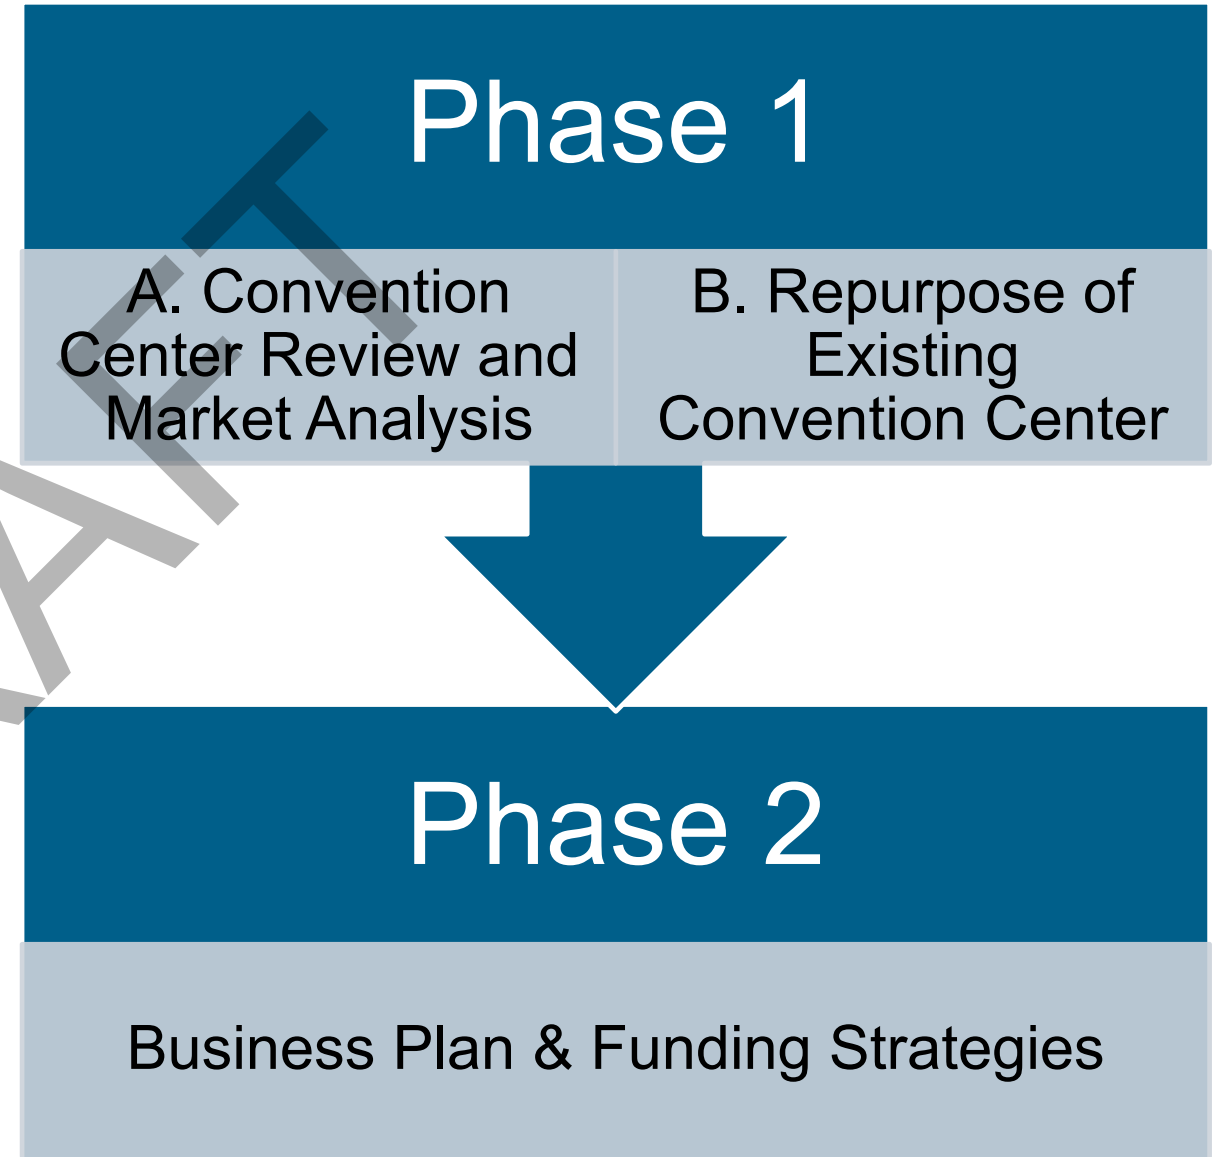 Phase 1
A. Convention
Center Review and
Market Analysis
B. Repurpose of
Existing
Convention Center
Phase 2
Business Plan & Funding Strategies